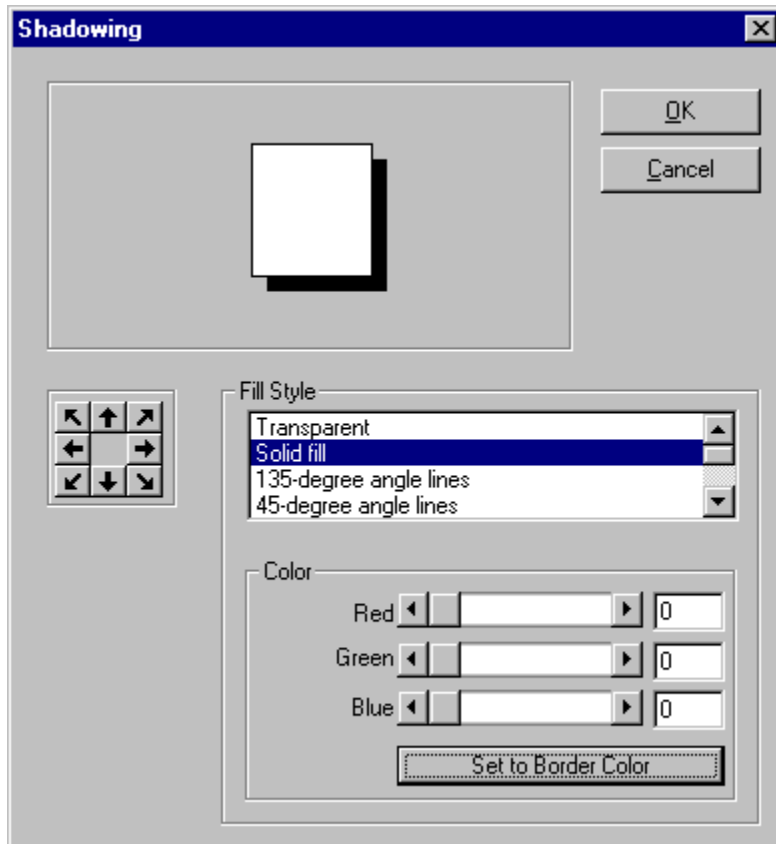 Shadowing
OK
Cancel
Fill Style
Transparent
Solid fill
135-degree angle lines
45-degree angle lines
Color
Red 0
Green 0
Blue 0
Set to Border Color